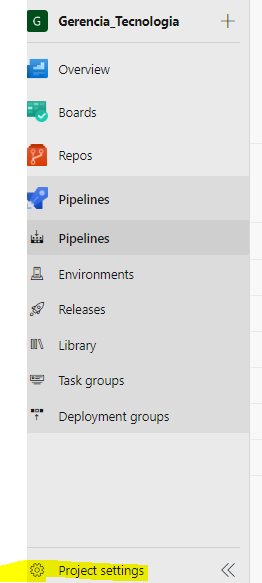 G Gerencia_Tecnologia
Overview
Boards
Repos
Pipelines
Pipelines
Environments
Releases
Library
Task groups
Deployment groups
Project settings